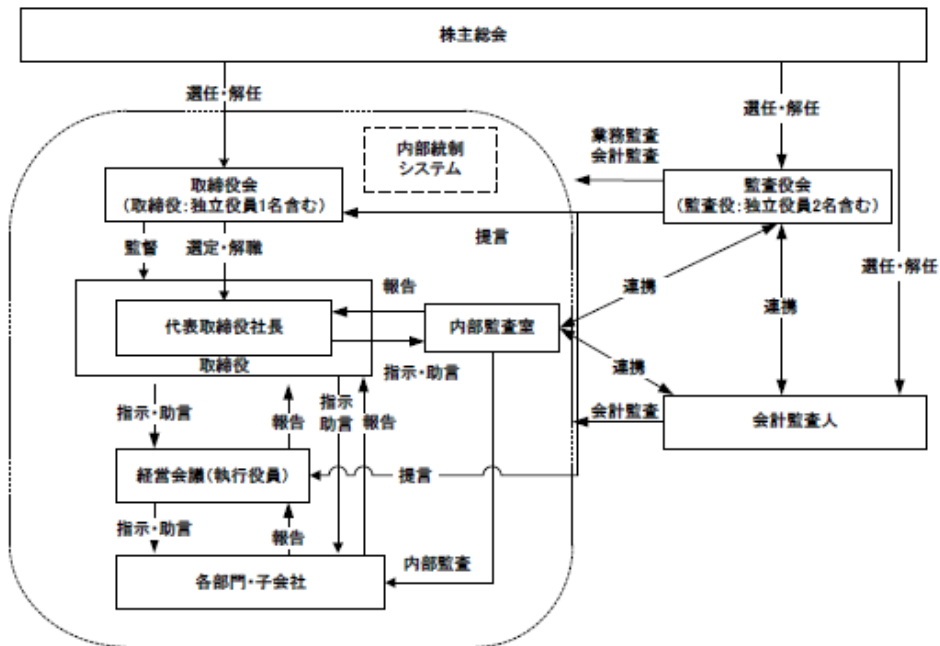 株主総会
選任・解任
選任・解任
業務監査
会計監査
内部統制
システム
取締役会
（取締役：独立役員1名含む）
監査役会
（監査役：独立役員2名含む）
提言
監督
選定・解職
選任・解任
報告
連携
連携
代表取締役社長
内部監査室
取締役
指示・助言
連携
指示・助言
報告
指示
助言
報告
会計監査
会計監査人
経営会議（執行役員）
提言
指示・助言
報告
内部監査
各部門・子会社